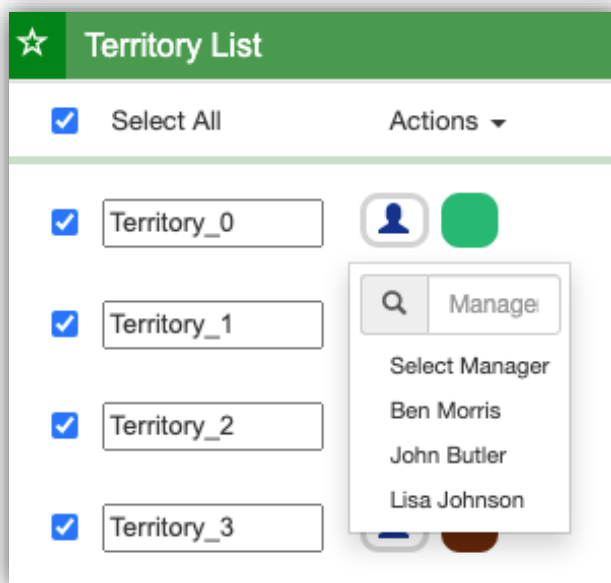 Territory List
Select All Actions
Territory_0
Manage
Territory_1
Select Manager
Ben Morris
Territory_2
John Butler
Lisa Johnson
Territory_3